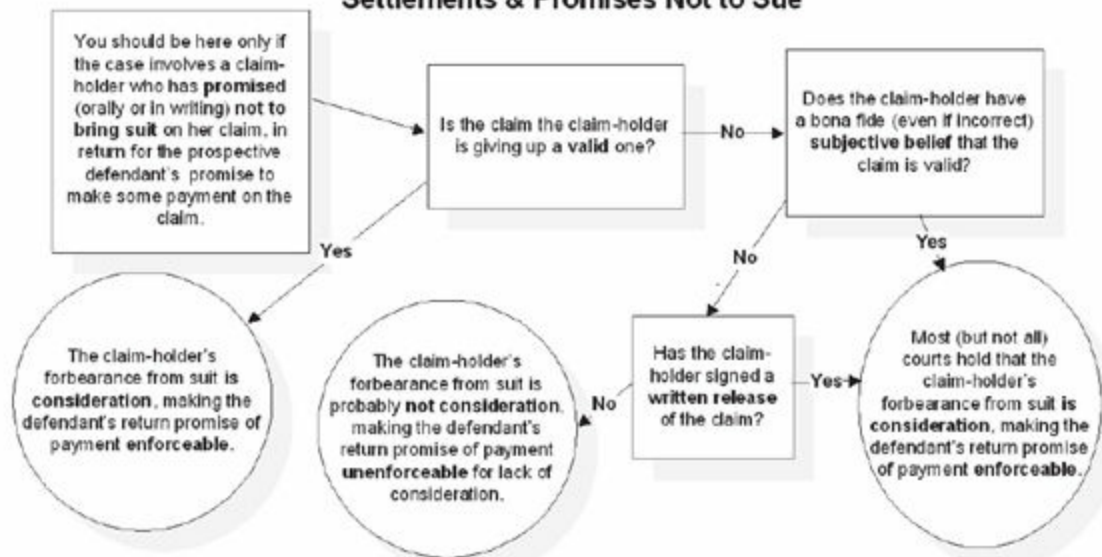 Settlements & Promises Not to Sue
You should be here only if
the case involves a claim-
holder who has promised
(orally or in writing) not to
bring suit on her claim, in
return for the prospective
defendant's promise to
make some payment on the
claim.
Is the claim the claim-holder
is giving up a valid one?
No
Does the claim-holder have
a bona fide (even if incorrect)
subjective belief that the
claim is valid?
Yes
No
Yes
The claim-holder's
forbearance from suit is
consideration, making the
defendant's return promise of
payment enforceable.
The claim-holder's
forbearance from suit is
probably not consideration,
making the defendant's
return promise of payment
unenforceable for lack of
consideration.
No
Has the claim-
holder signed a
written release
of the claim?
Yes
Most (but not all)
courts hold that the
claim-holder's
forbearance from suit is
consideration, making the
defendant's return promise
of payment enforceable.